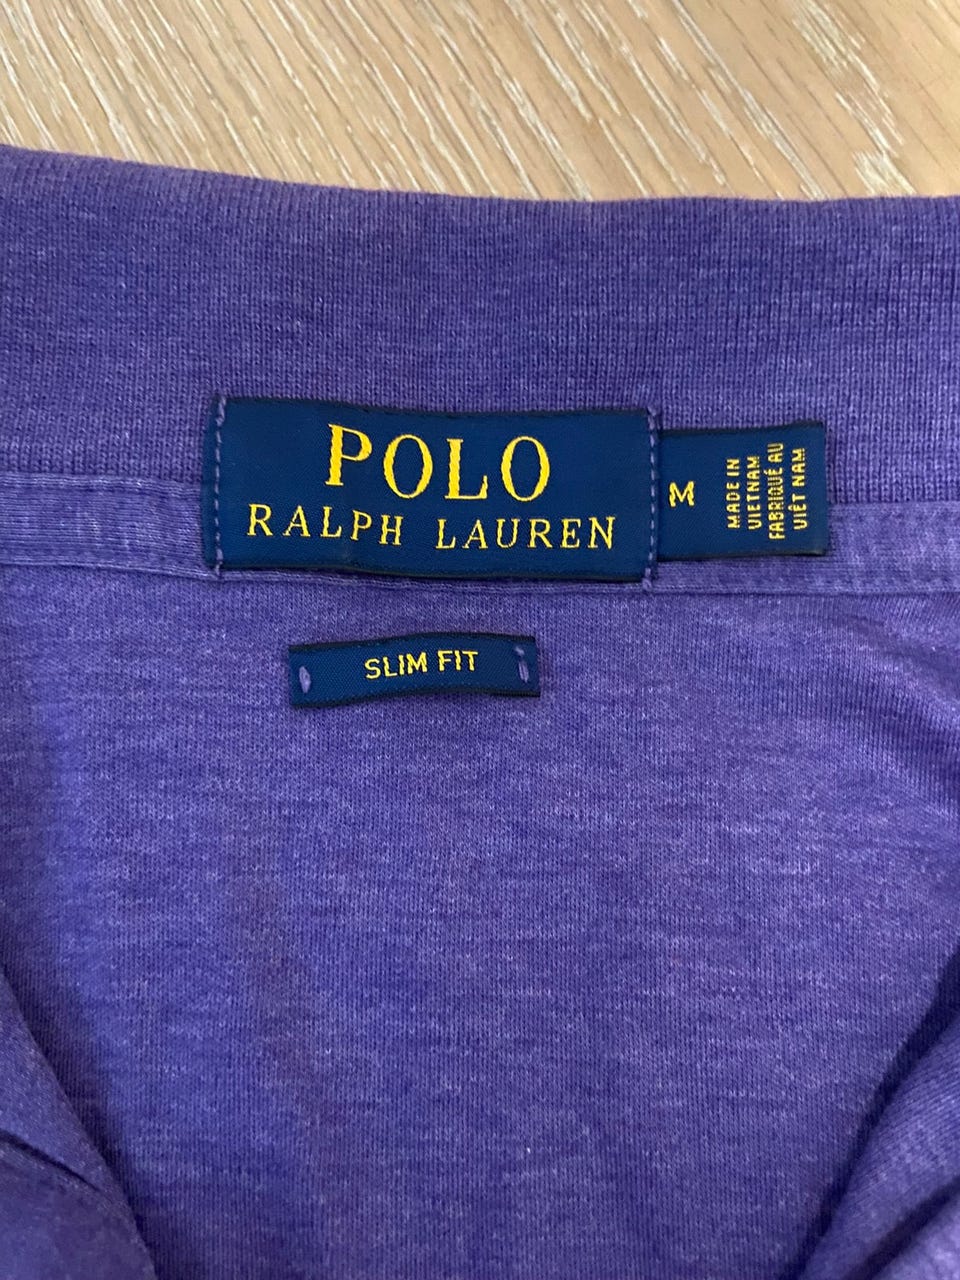 POLO
RALPH LAUREN
M
MADE IN
VIETNAM
FABRIQUÉ AU
VIÊT NAM
SLIM FIT